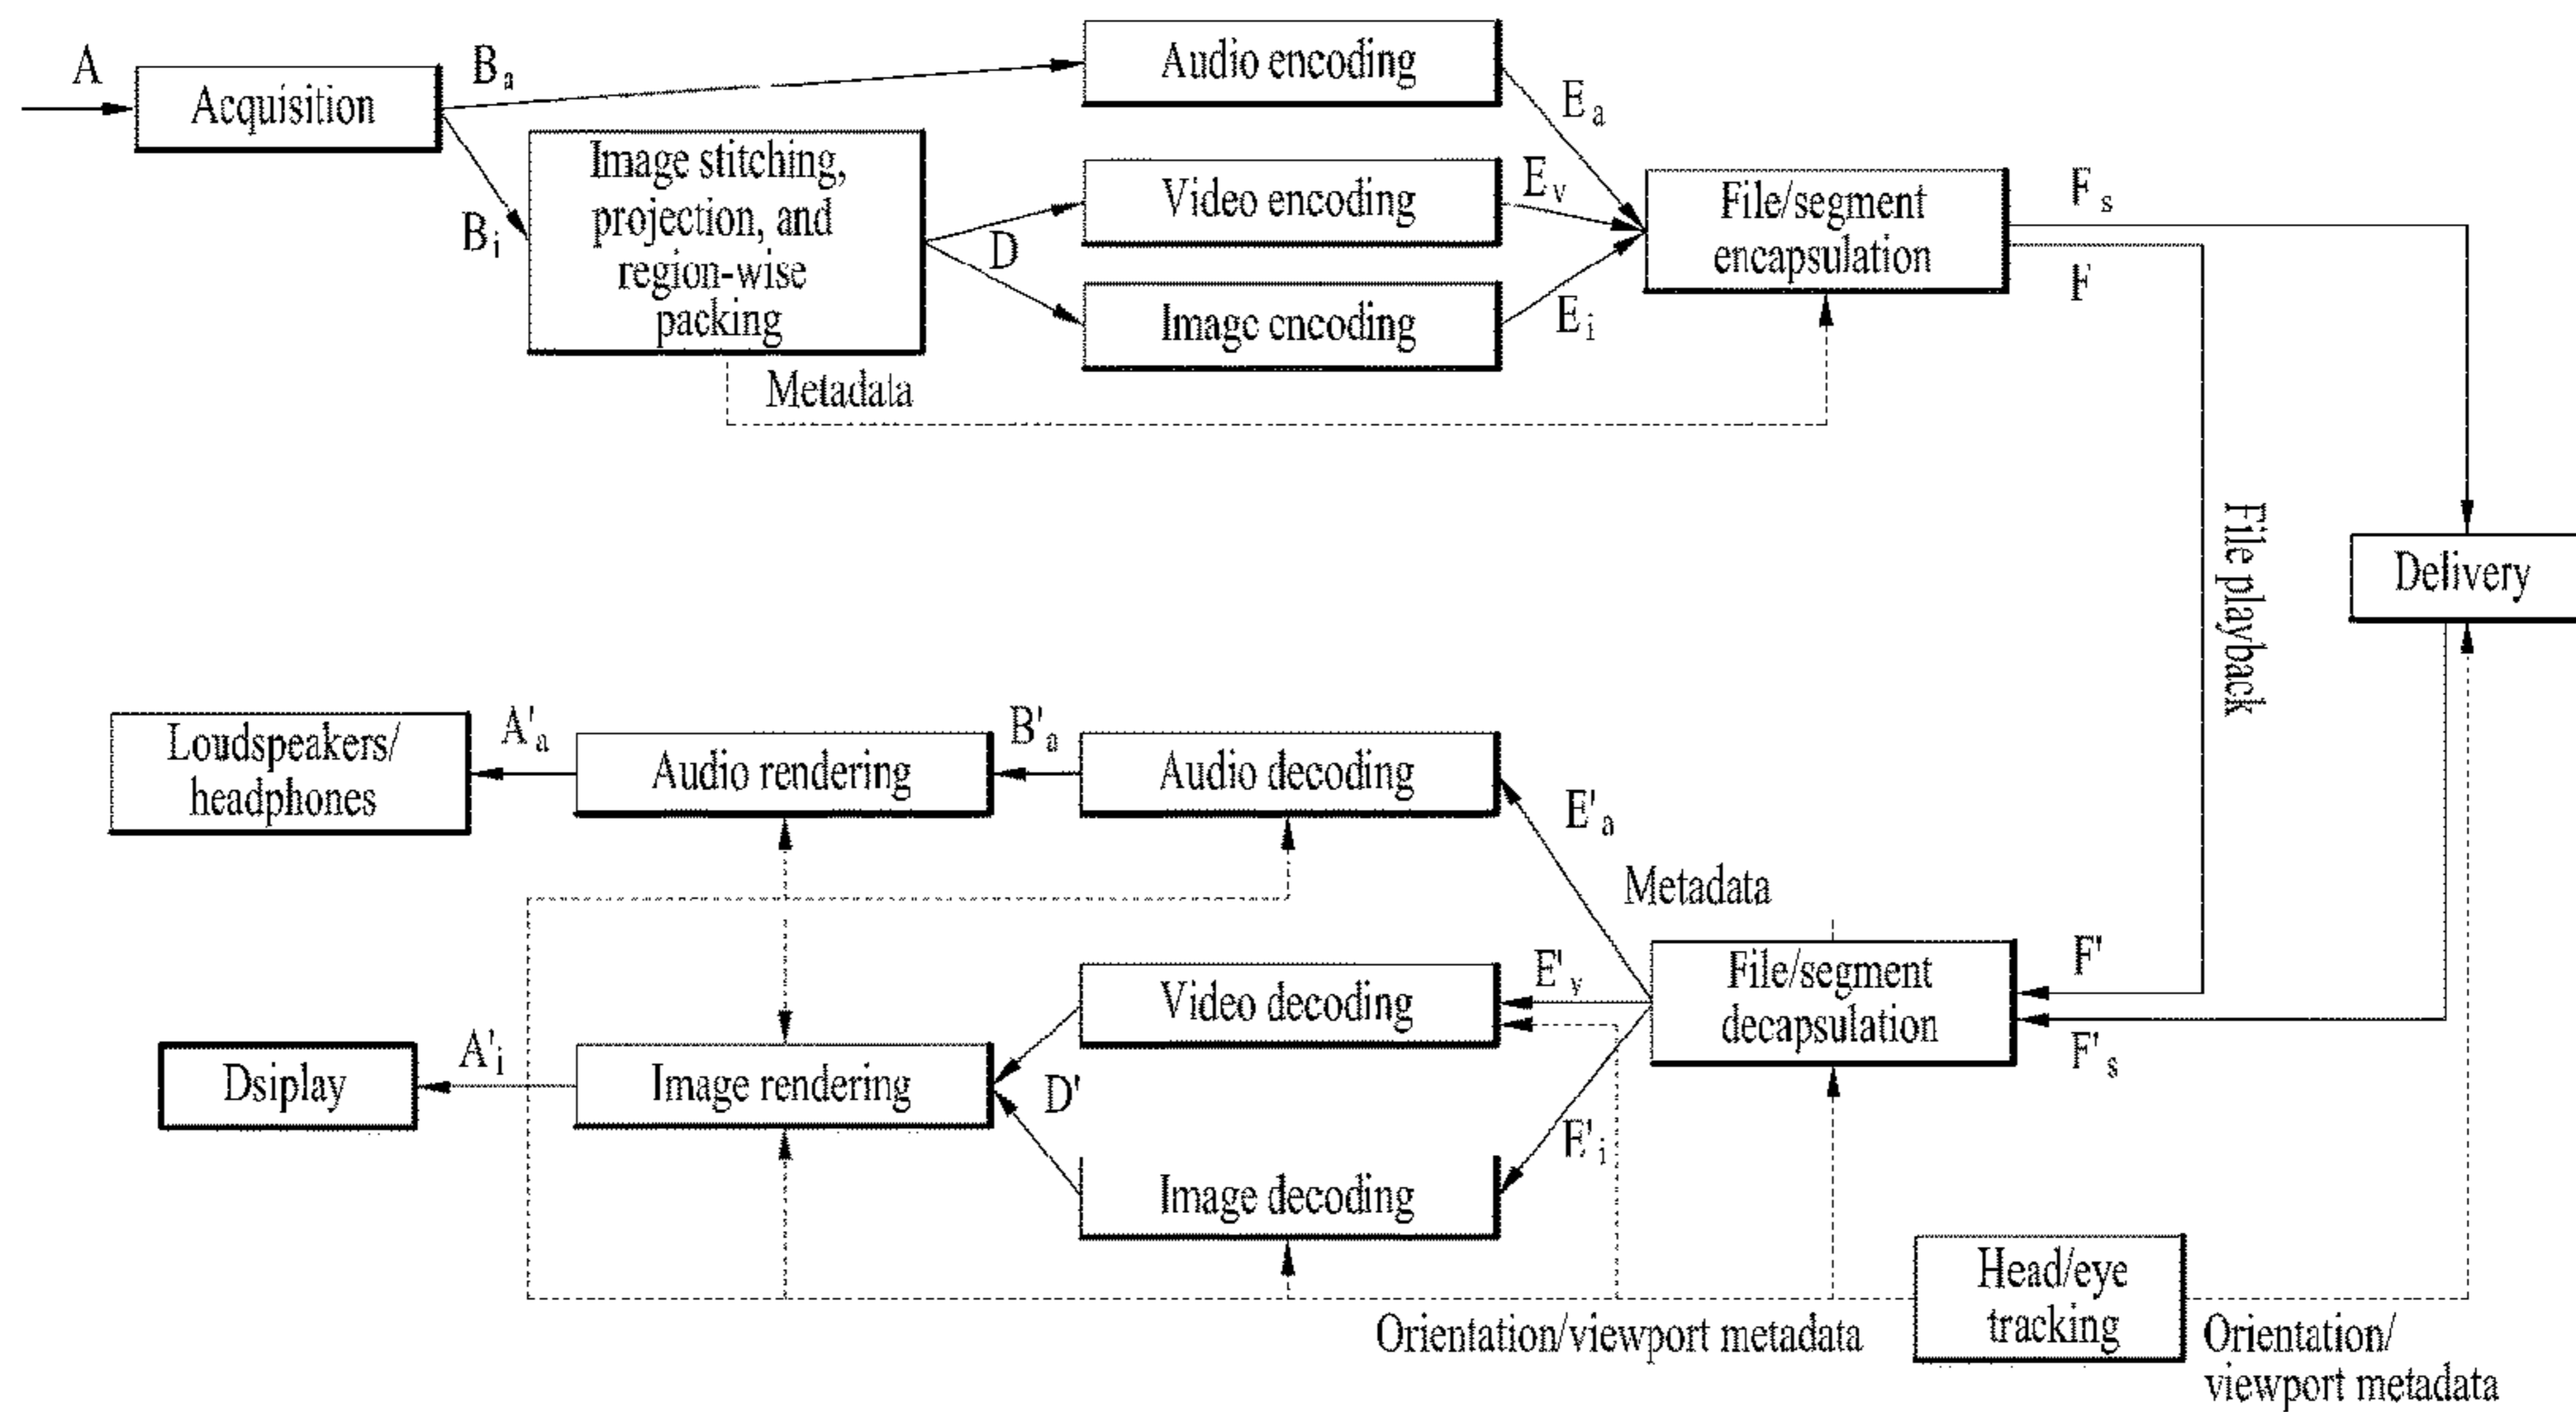 A
Acquisition
Ba
Bi
Image stitching,
projection, and
region-wise
packing
Metadata
D
Audio encoding
Video encoding
Image encoding
Ea
Ev
Ei
File/segment
encapsulation
Fs
F
File playback
Delivery
Loudspeakers/
headphones
A'a
Audio rendering
B'a
Audio decoding
E'a
Metadata
Dsiplay
A'i
Image rendering
D'
Video decoding
E'v
Image decoding
E'i
File/segment
decapsulation
F'
F's
Orientation/viewport metadata
Head/eye
tracking
Orientation/
viewport metadata